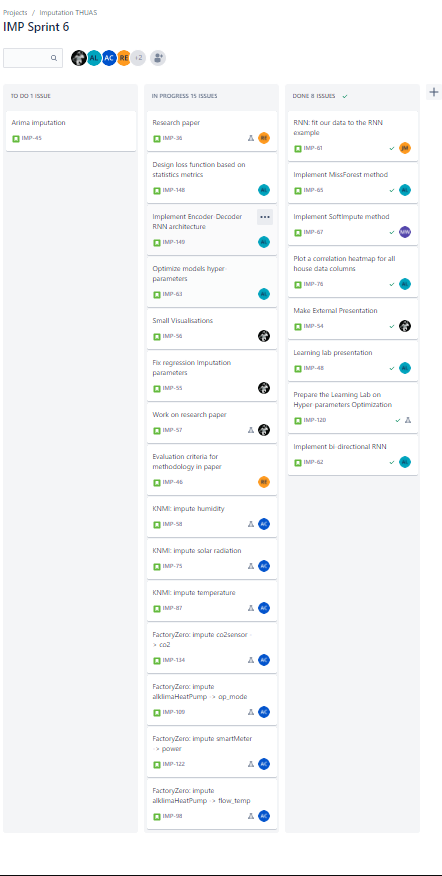 Projects / Imputation THUAS
IMP Sprint 6
AL AC RE +2
TO DO 1 ISSUE
Arima imputation
IMP-45
IN PROGRESS 15 ISSUES
Research paper
IMP-36 RE
Design loss function based on
statistics metrics
IMP-148 AL
Implement Encoder Decoder
RNN architecture
IMP-149 AL
Optimize models hyper
parameters
IMP-63 AL
Small Visualisations
IMP-56
Fix regression Imputation
parameters
IMP-55
Work on research paper
IMP-57
Evaluation criteria for
methodology in paper
IMP-46 RE
KNMI: impute humidity
IMP-58 AC
KNMI: impute solar radiation
IMP-75 AC
KNMI: impute temperature
IMP-87 AC
FactoryZero: impute co2sensor -
> co2
IMP-134 AC
FactoryZero: impute
alklimaHeatPump -> op_mode
IMP-109 AC
FactoryZero: impute smartMeter
-> power
IMP-122 AC
FactoryZero: impute
alklimaHeatPump -> flow_temp
IMP-98 AC
DONE 8 ISSUES
RNN: fit our data to the RNN
example
IMP-61
Implement MissForest method
IMP-65 AL
Implement SoftImpute method
IMP-67
Plot a correlation heatmap for all
house data columns
IMP-76 AL
Make External Presentation
IMP-54
Learning lab presentation
IMP-48 AL
Prepare the Learning Lab on
Hyper-parameters Optimization
IMP-120
Implement bi-directional RNN
IMP-62 AL